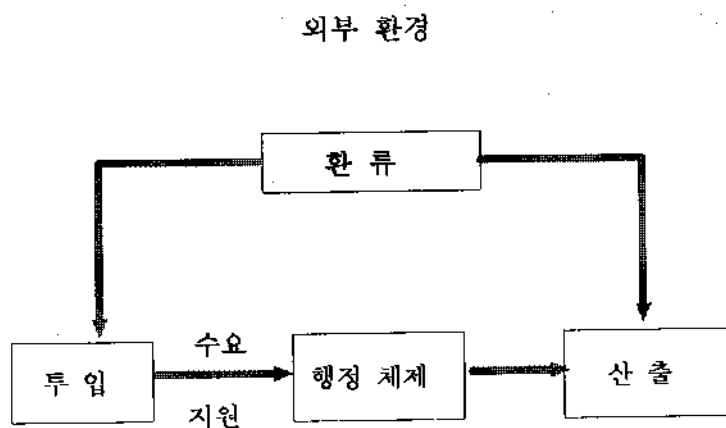 외부 환경
환 류
수요
투 입
행정 체제
산 출
지원